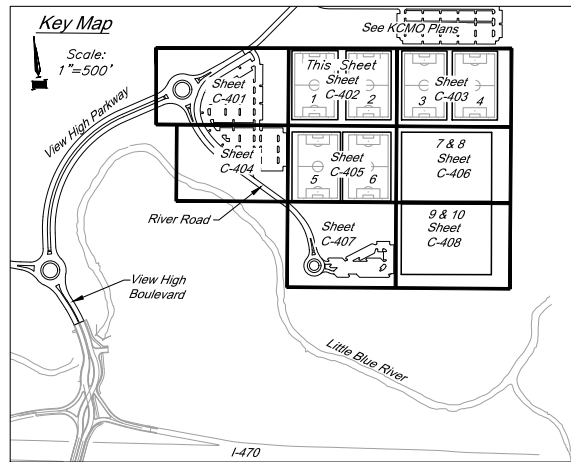 Key Map
Scale:
1"=500'
See KCMO Plans
This Sheet
C-402
1
2
Sheet
C-401
Sheet
C-403
3
4
View High Parkway
Sheet
C-404
Sheet
C-405
5
6
7 & 8
Sheet
C-406
River Road
9 & 10
Sheet
C-408
Sheet
C-407
View High
Boulevard
Little Blue River
I-470